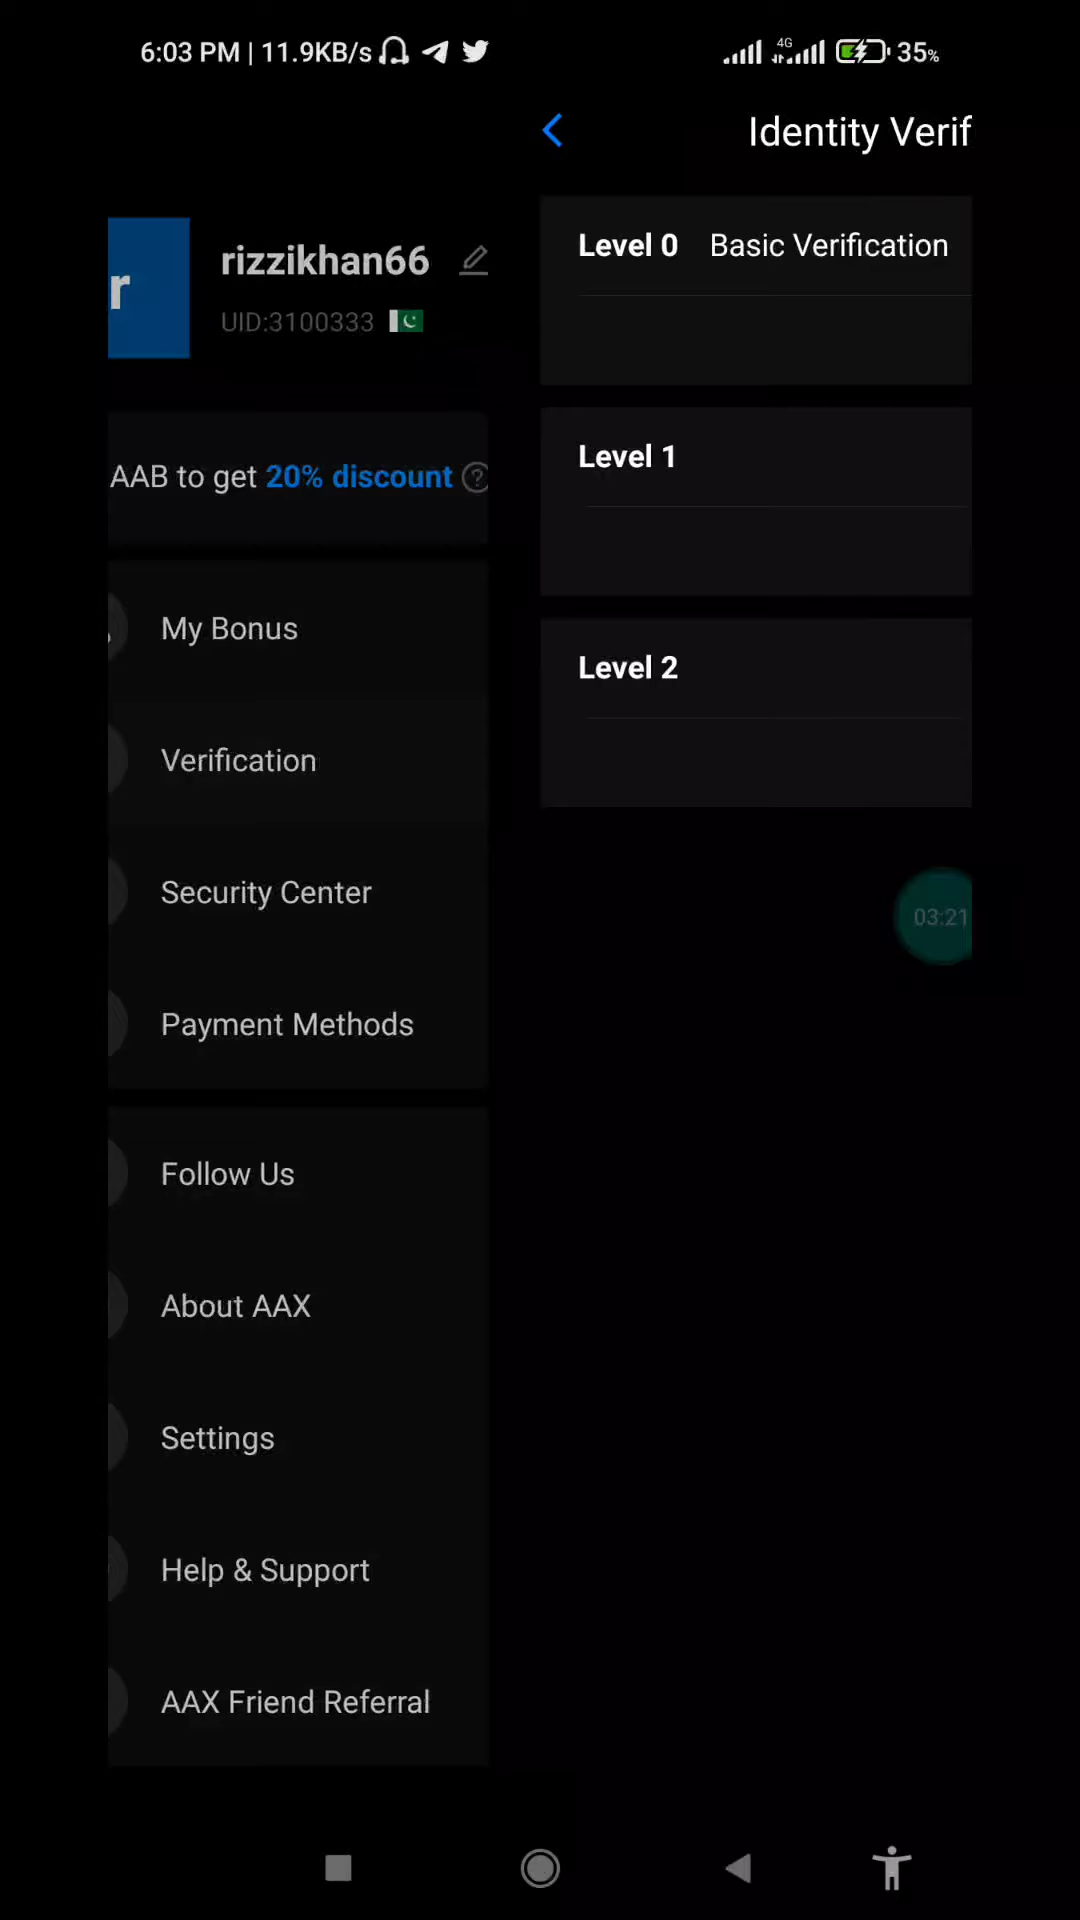 6:03 PM | 11.9KB/s
4G
35%
Identity Verif
r
rizzikhan66
UID:3100333
AAB to get 20% discount ?
My Bonus
Verification
Security Center
Payment Methods
Follow Us
About AAX
Settings
Help & Support
AAX Friend Referral
Level 0 Basic Verification
Level 1
Level 2
03:21